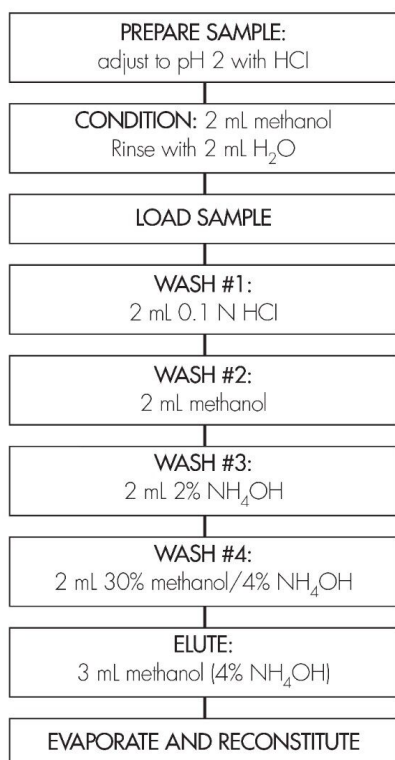 PREPARE SAMPLE:
adjust to pH 2 with HCl
CONDITION: 2 mL methanol
Rinse with 2 mL H₂O
LOAD SAMPLE
WASH #1:
2 mL 0.1 N HCl
WASH #2:
2 mL methanol
WASH #3:
2 mL 2% NH₄OH
WASH #4:
2 mL 30% methanol/4% NH₄OH
ELUTE:
3 mL methanol (4% NH₄OH)
EVAPORATE AND RECONSTITUTE